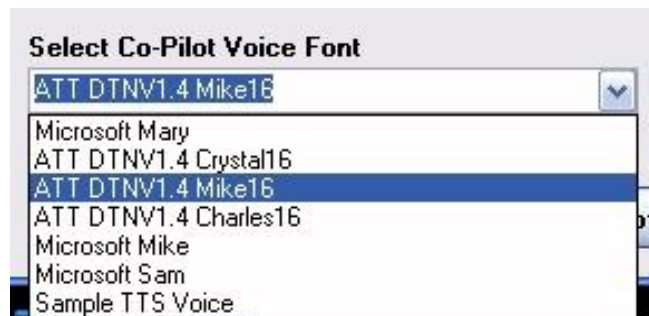 Select Co-Pilot Voice Font
ATT DTNV1.4 Mike16
Microsoft Mary
ATT DTNV1.4 Crystal16
ATT DTNV1.4 Mike16
ATT DTNV1.4 Charles16
Microsoft Mike
Microsoft Sam
Sample TTS Voice